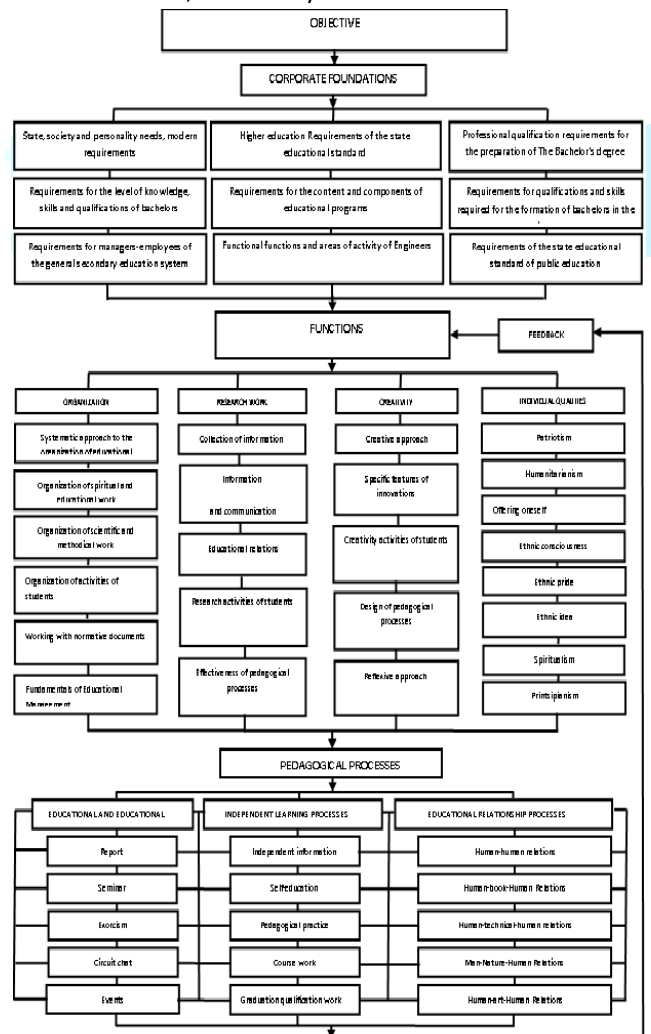 OBJECTIVE
CORPORATE FOUNDATIONS
State, society and personality needs, modern
requirements
Higher education Requirements of the state
educational standard
Professional qualification requirements for
the preparation of The Bachelor's degree
Requirements for the level of knowledge,
skills and qualifications of bachelors
Requirements for the content and components of
educational programs
Requirements for qualifications and skills
required for the formation of bachelors in the
Requirements for managers-employees of
the general secondary education system
Functional functions and areas of activity of Engineers
Requirements of the state educational
standard of public education
FUNCTIONS
FEEDBACK
ORGANIZATION
RESEARCH WORK
CREATIVITY
INDIVIDUAL QUALITIES
Systematic approach to the
organization of educational
Organization of spiritual and
educational work
Organization of scientific and
methodical work
Organization of activities of
students
Working with normative documents
Fundamentals of Educational
Management
Collection of information
Information
and communication
Educational relations
Research activities of students
Effectiveness of pedagogical
processes
Creative approach
Specific features of
innovations
Creativity activities of students
Design of pedagogical
processes
Reflexive approach
Patriotism
Humanitarianism
Offering oneself
Ethnic consciousness
Ethnic pride
Ethnic idea
Spiritualism
Printsipianism
PEDAGOGICAL PROCESSES
EDUCATIONAL AND EDUCATIONAL
INDEPENDENT LEARNING PROCESSES
EDUCATIONAL RELATIONSHIP PROCESSES
Report
Independent information
Human-human relations
Seminar
Self-education
Human-book-Human Relations
Exorcism
Pedagogical practice
Human-technical-human relations
Circuit chat
Course work
Man-Nature-Human Relations
Events
Graduation qualification work
Human-art-Human Relations